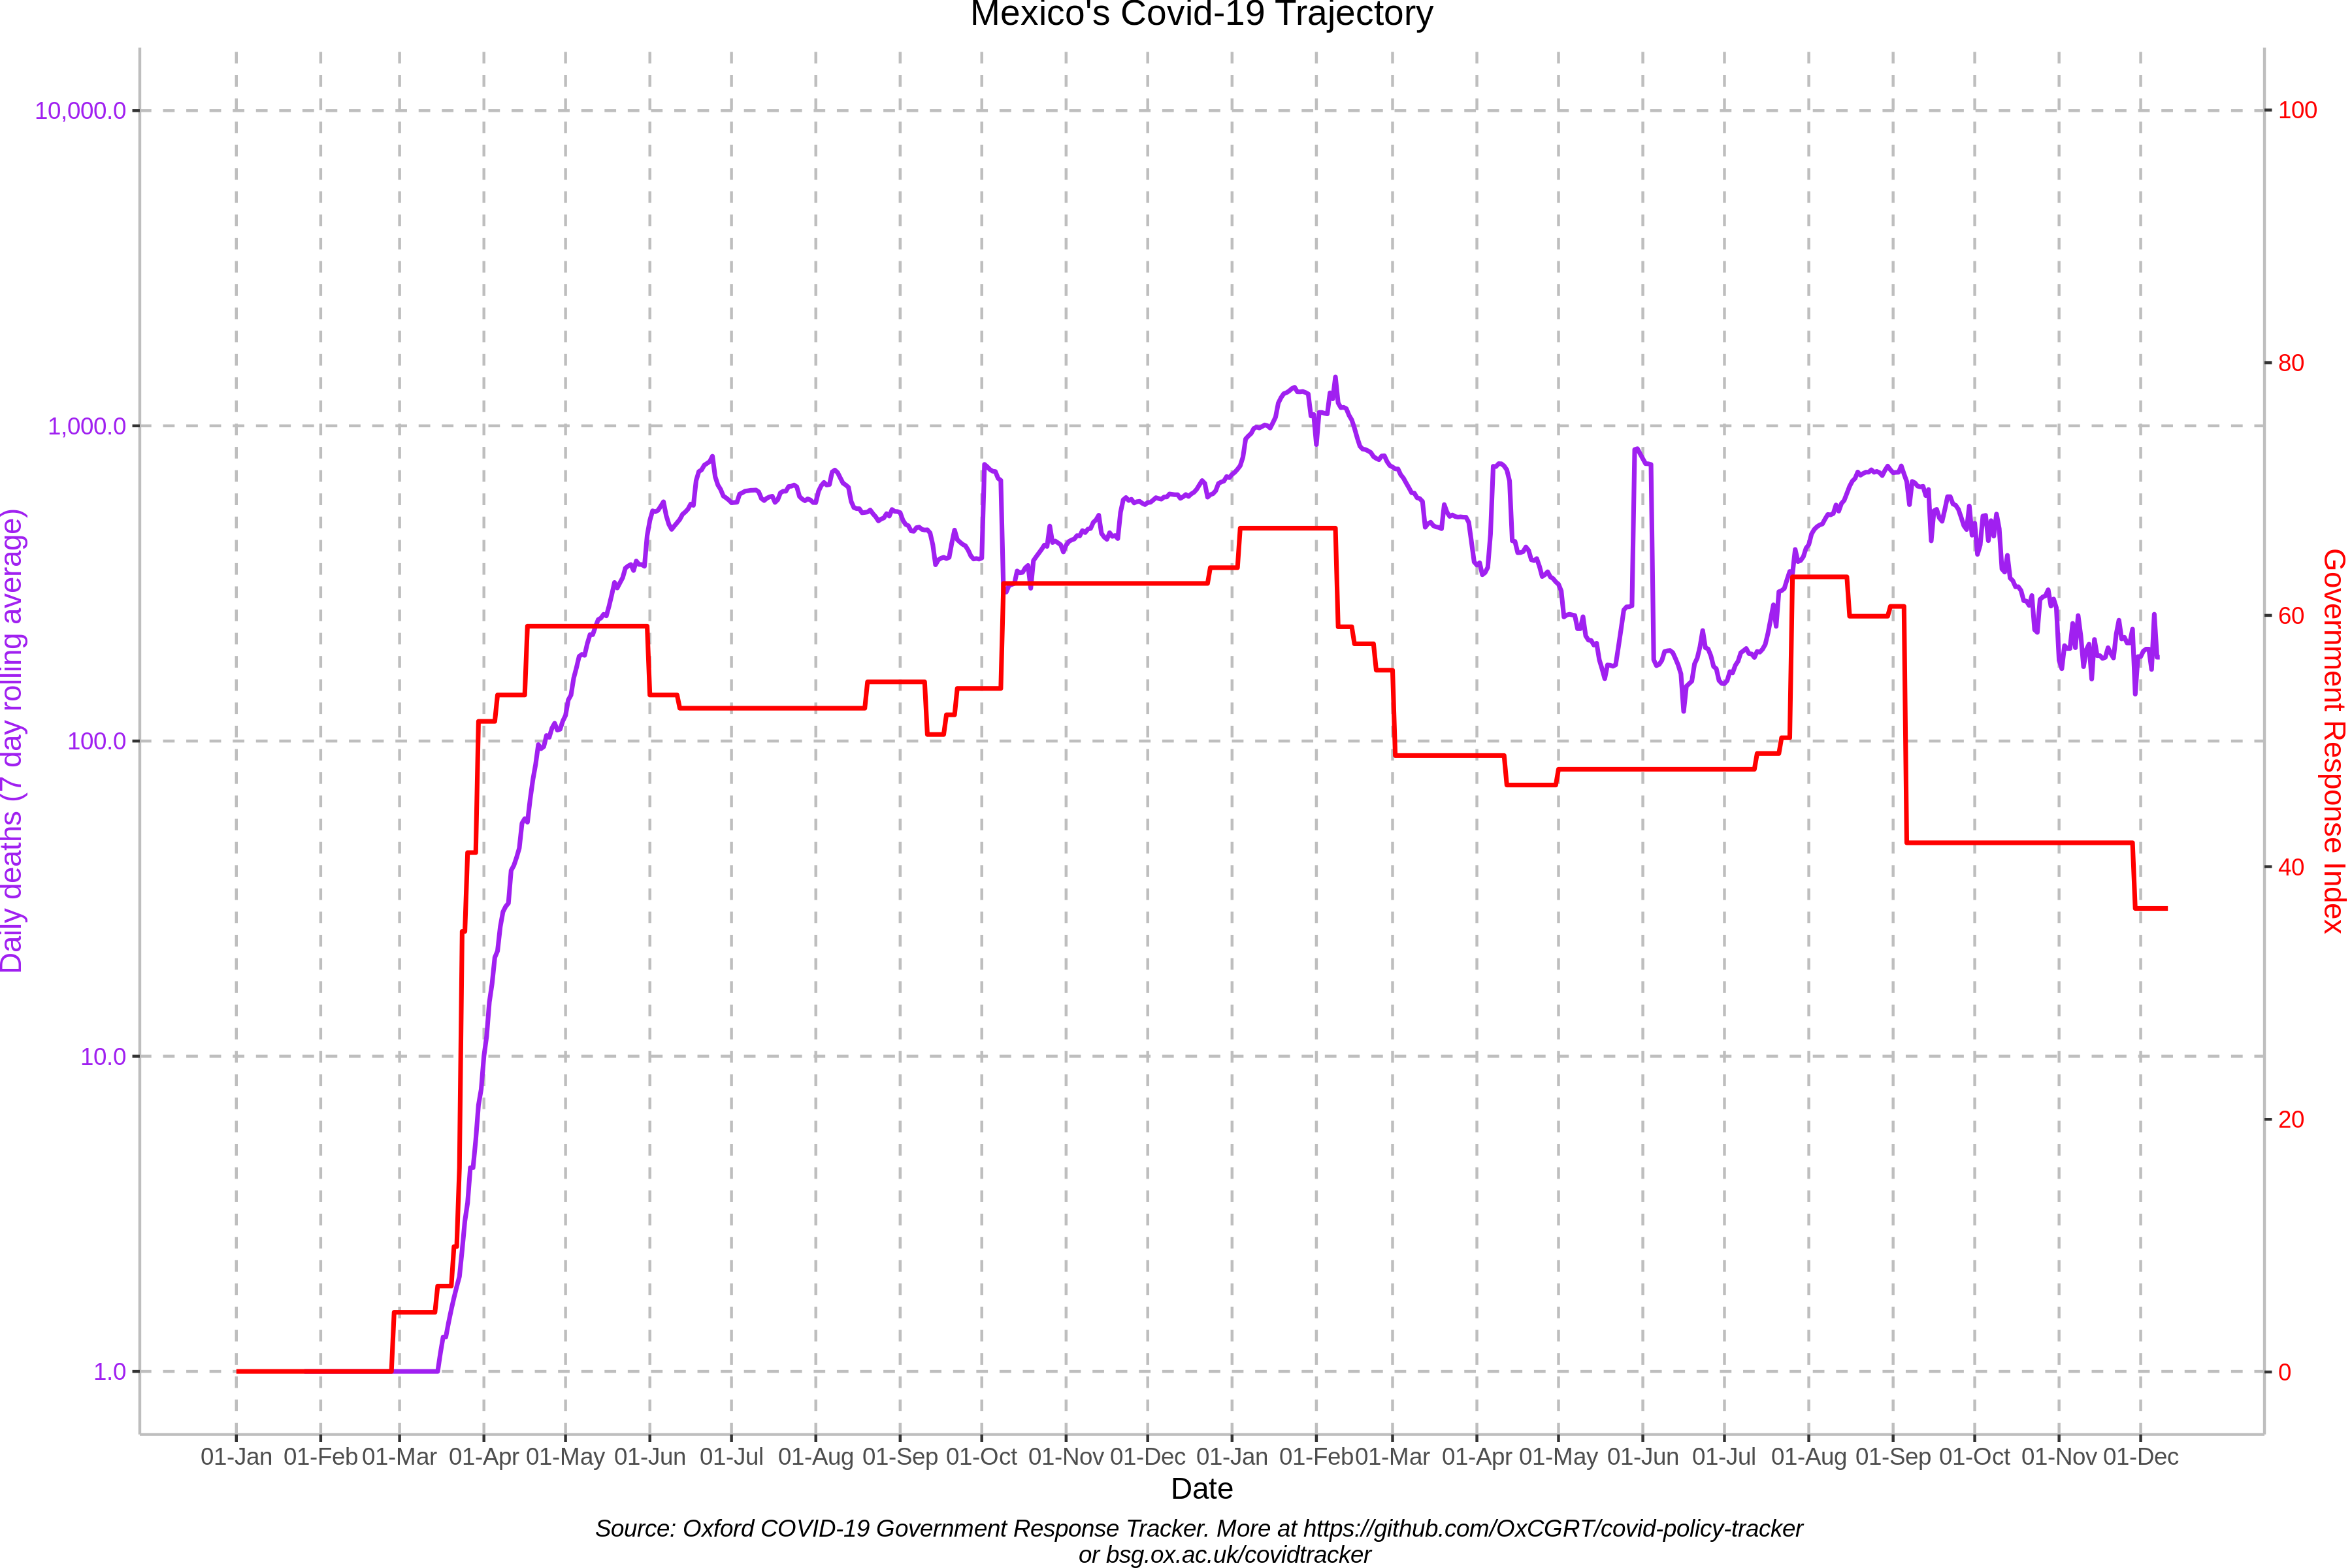 Mexico's Covid-19 Trajectory
10,000.0
1,000.0
100.0
10.0
1.0
Daily deaths (7 day rolling average)
100
80
60
40
20
0
Government Response Index
01-Jan 01-Feb 01-Mar 01-Apr 01-May 01-Jun 01-Jul 01-Aug 01-Sep 01-Oct 01-Nov 01-Dec 01-Jan 01-Feb 01-Mar 01-Apr 01-May 01-Jun 01-Jul 01-Aug 01-Sep 01-Oct 01-Nov 01-Dec
Date
Source: Oxford COVID-19 Government Response Tracker. More at https://github.com/OxCGRT/covid-policy-tracker
or bsg.ox.ac.uk/covidtracker